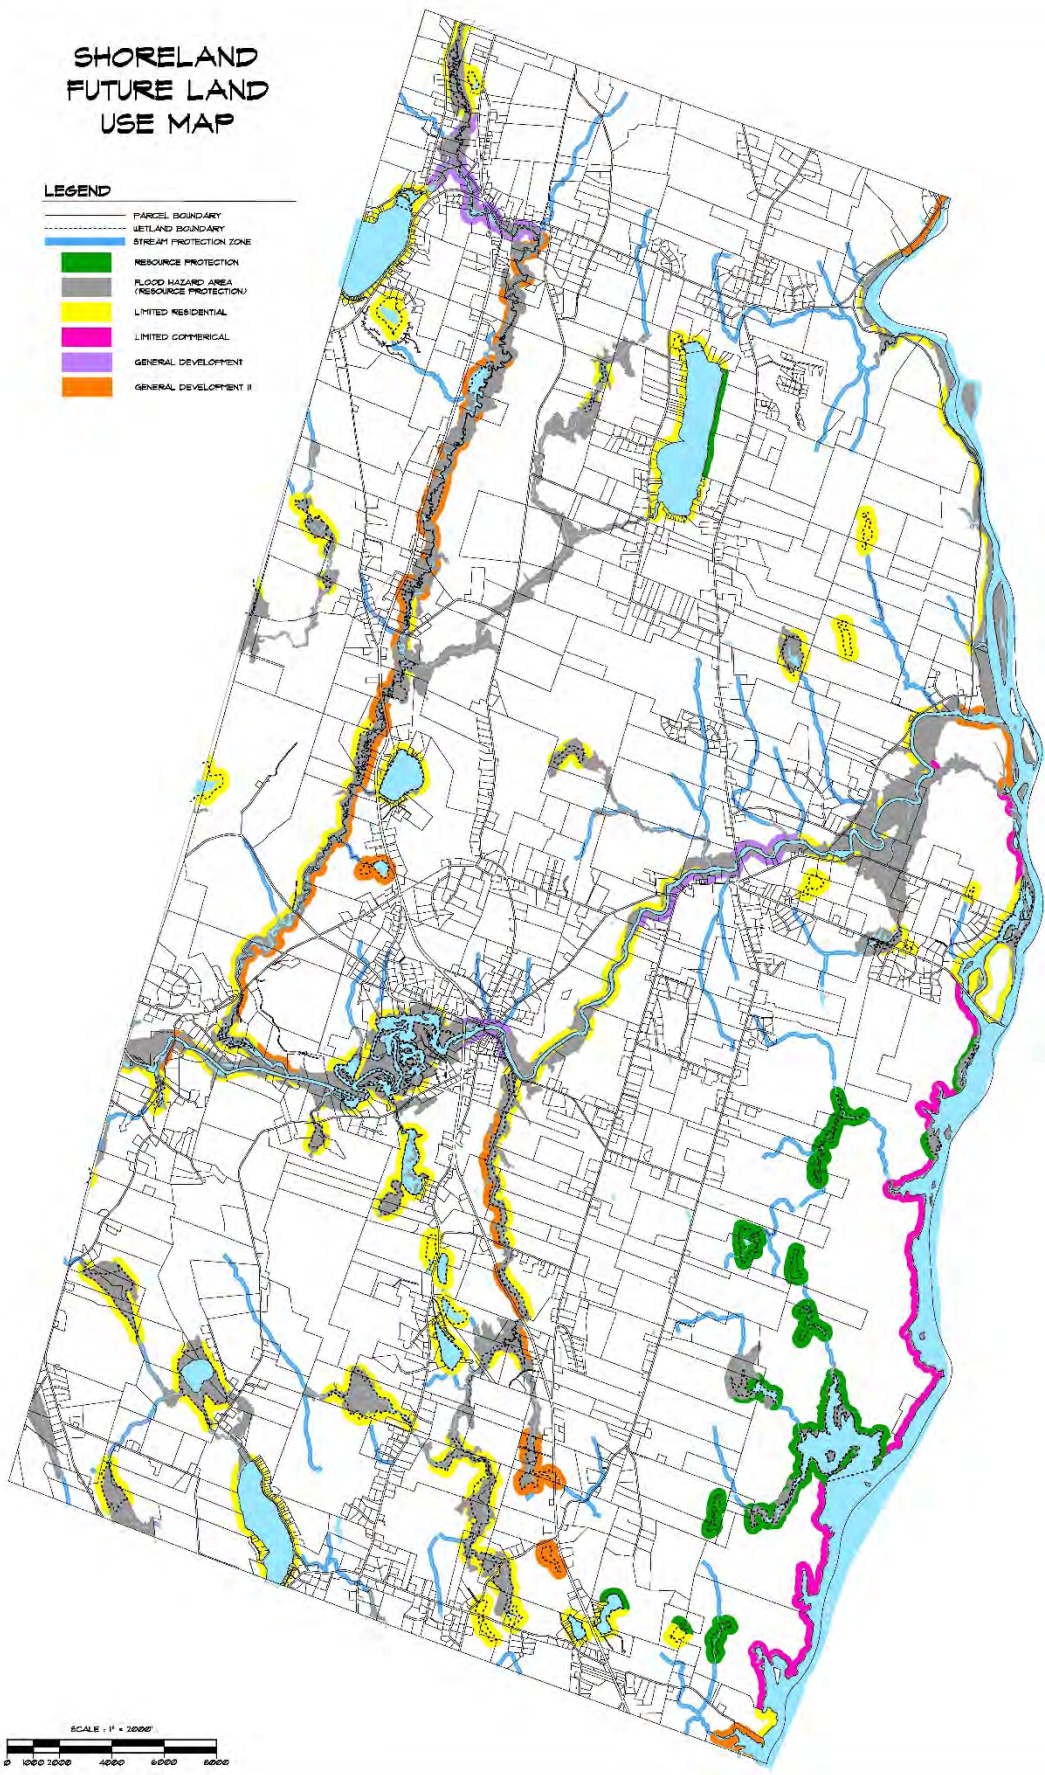 SHORELAND
FUTURE LAND
USE MAP
LEGEND
PARCEL BOUNDARY
WETLAND BOUNDARY
STREAM PROTECTION ZONE
RESOURCE PROTECTION
FLOOD HAZARD AREA
(RESOURCE PROTECTION)
LIMITED RESIDENTIAL
LIMITED COMMERICAL
GENERAL DEVELOPMENT
GENERAL DEVELOPMENT II
SCALE : 1" = 2000'
0 1000 2000 4000 6000 8000